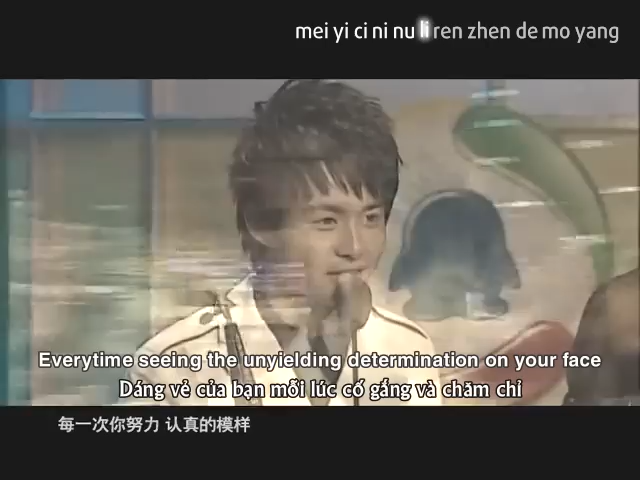 mei yi ci ni nu li ren zhen de mo yang
Everytime seeing the unyielding determination on your face
Dáng vẻ của bạn mỗi lúc cố gắng và chăm chỉ
每一次你努力 认真的模样